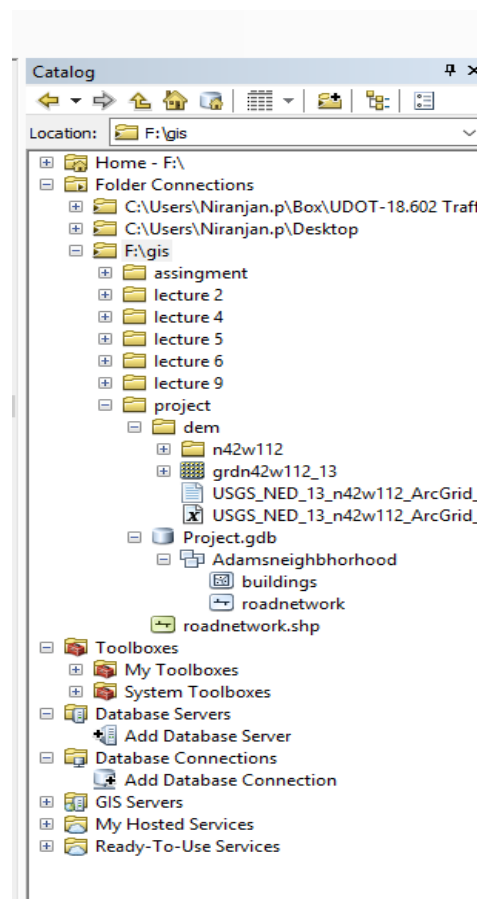 Catalog
Location: F:\gis
Home - F:\
Folder Connections
C:\Users\Niranjan.p\Box\UDOT-18.602 Traff
C:\Users\Niranjan.p\Desktop
F:\gis
assingment
lecture 2
lecture 4
lecture 5
lecture 6
lecture 9
project
dem
n42w112
grdn42w112_13
USGS_NED_13_n42w112_ArcGrid_
USGS_NED_13_n42w112_ArcGrid_
Project.gdb
Adamsneighbhorhood
buildings
roadnetwork
roadnetwork.shp
Toolboxes
My Toolboxes
System Toolboxes
Database Servers
Add Database Server
Database Connections
Add Database Connection
GIS Servers
My Hosted Services
Ready-To-Use Services